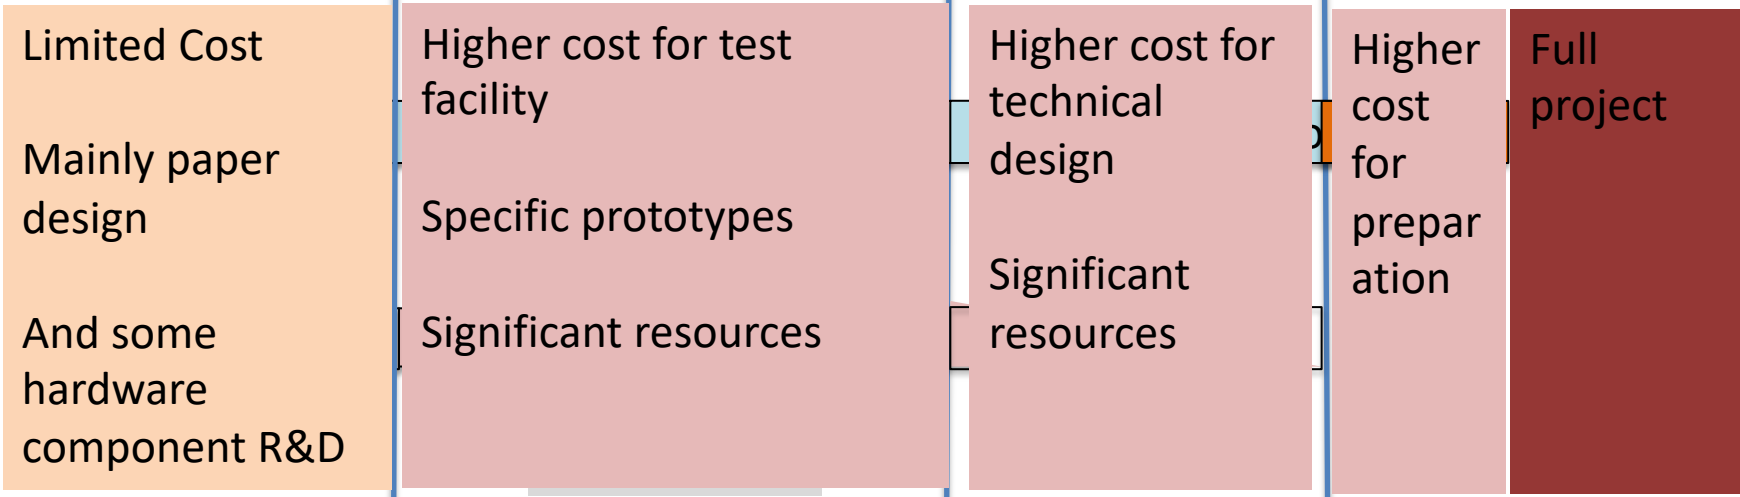 Limited Cost
Mainly paper
design
And some
hardware
component R&D
Higher cost for test
facility
Specific prototypes
Significant resources
Higher cost for
technical
design
Significant
resources
Higher
cost
for
prepar
ation
Full
project